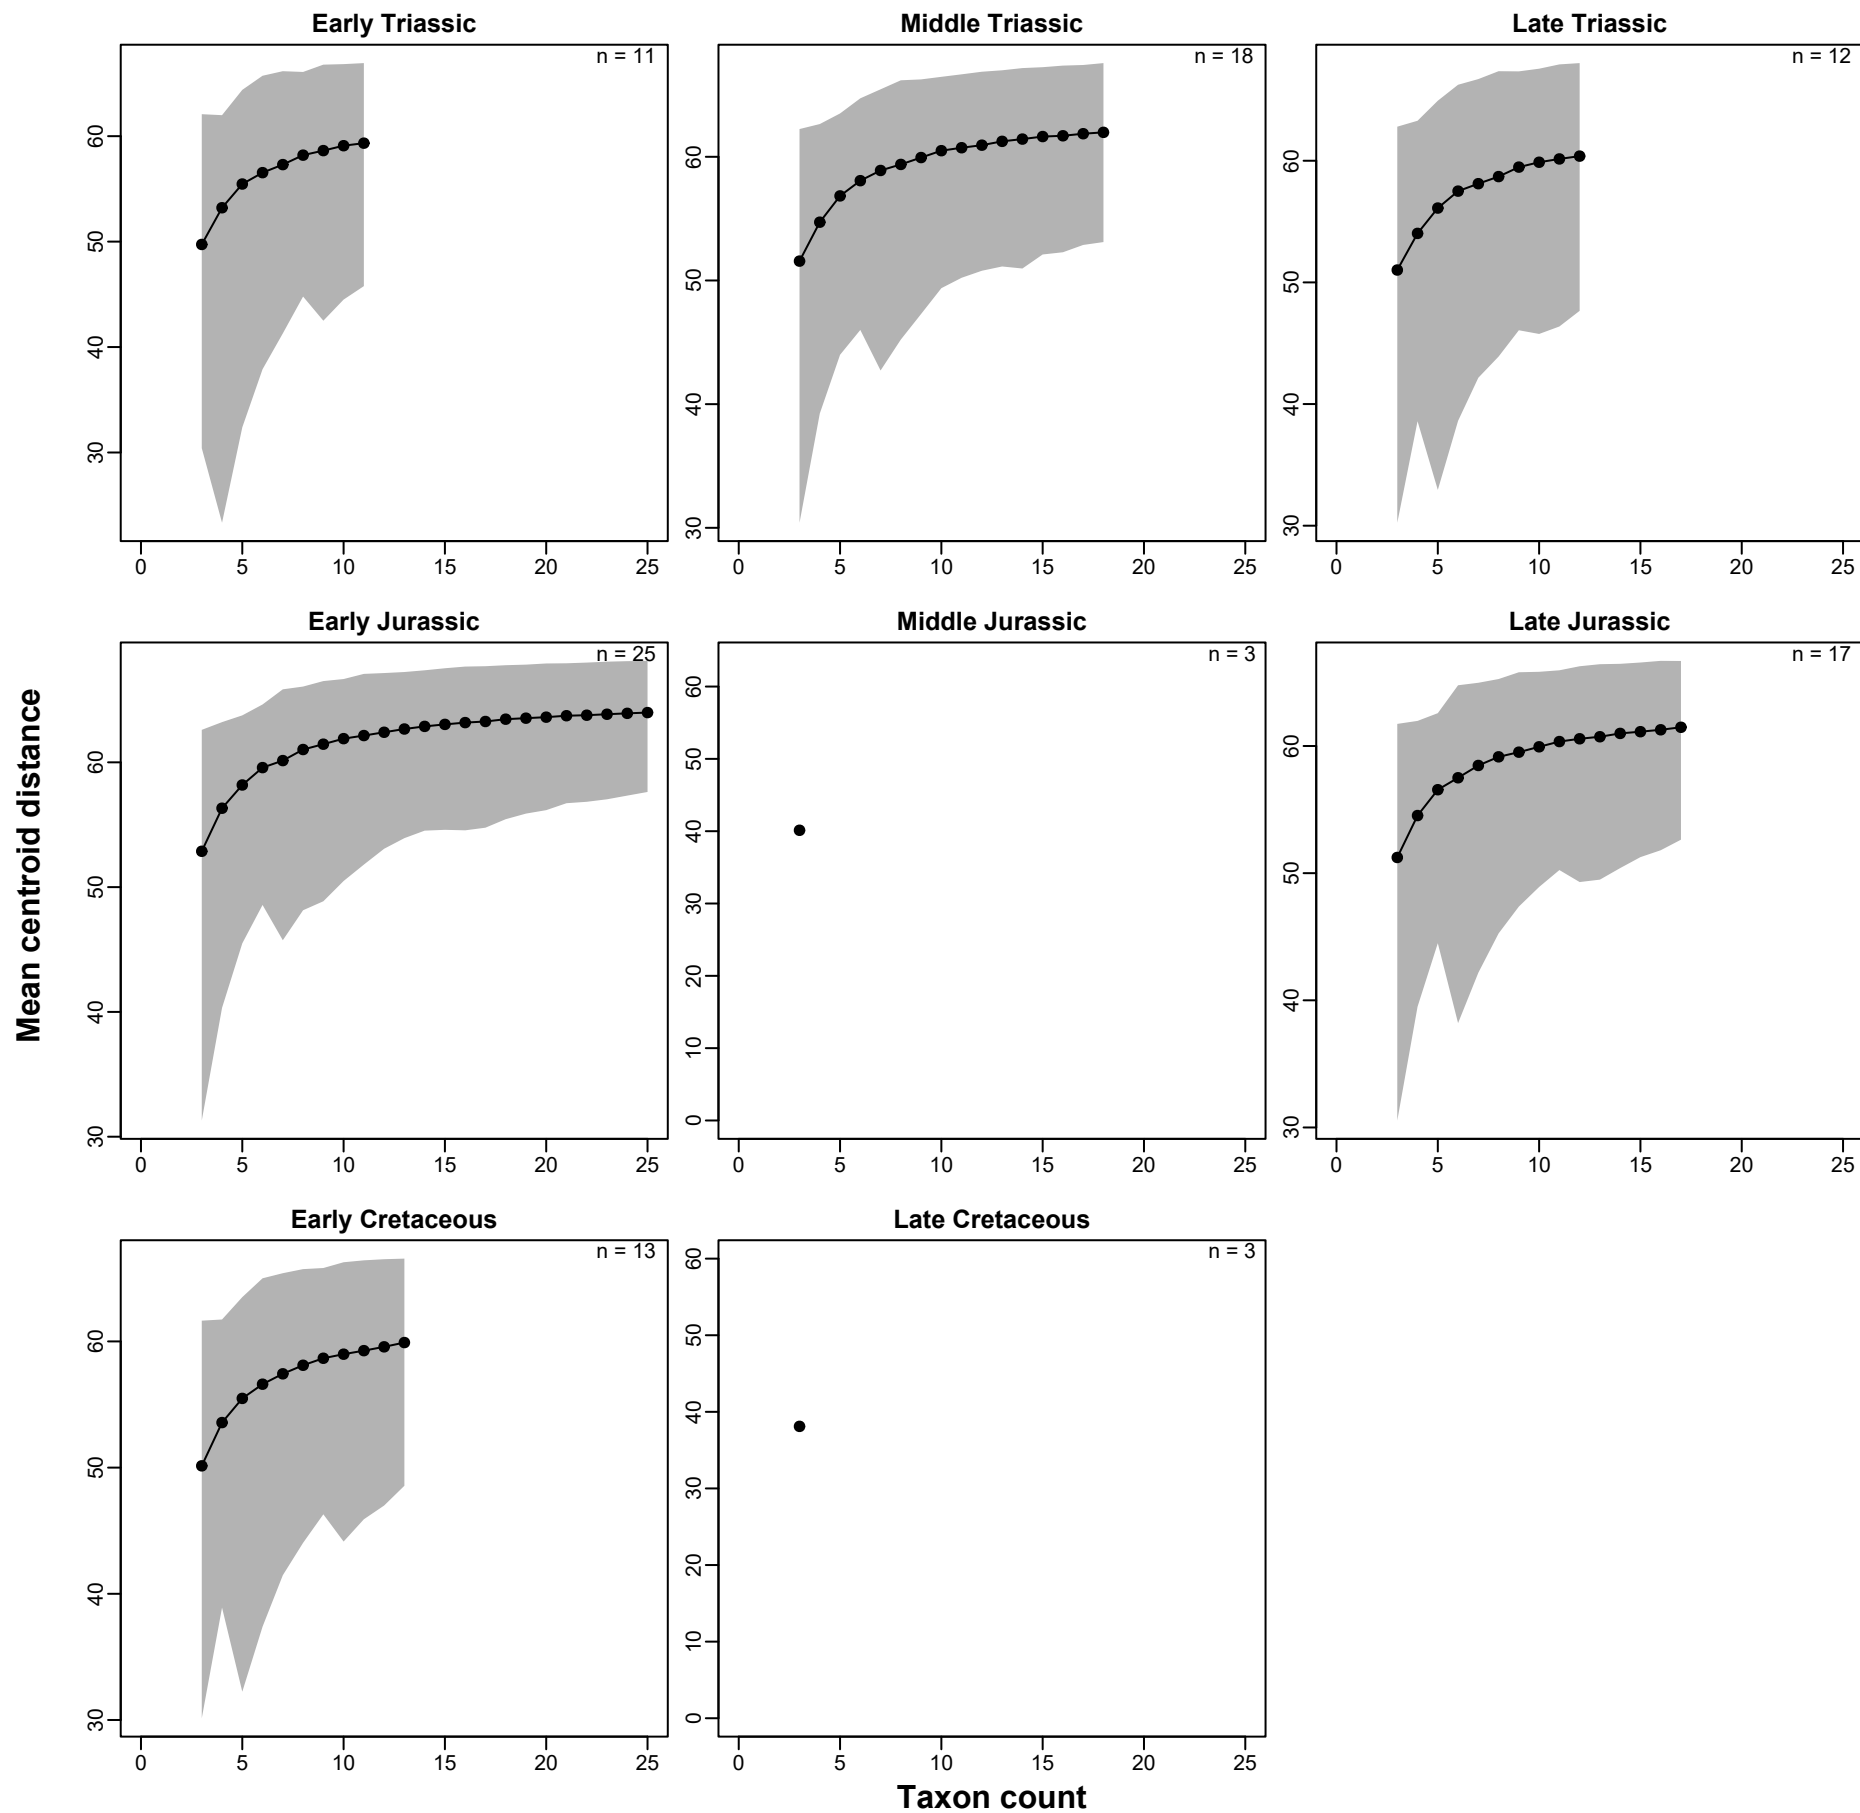 Early Triassic
n = 11
60
50
40
30
0 5 10 15 20 25
Middle Triassic
n = 18
60
50
40
30
0 5 10 15 20 25
Late Triassic
n = 12
60
50
40
30
0 5 10 15 20 25
Mean centroid distance
Early Jurassic
n = 25
60
50
40
30
0 5 10 15 20 25
Middle Jurassic
n = 3
60
50
40
30
20
10
0
0 5 10 15 20 25
Late Jurassic
n = 17
60
50
40
30
0 5 10 15 20 25
Early Cretaceous
n = 13
60
50
40
30
0 5 10 15 20 25
Late Cretaceous
n = 3
60
50
40
30
20
10
0
0 5 10 15 20 25
Taxon count